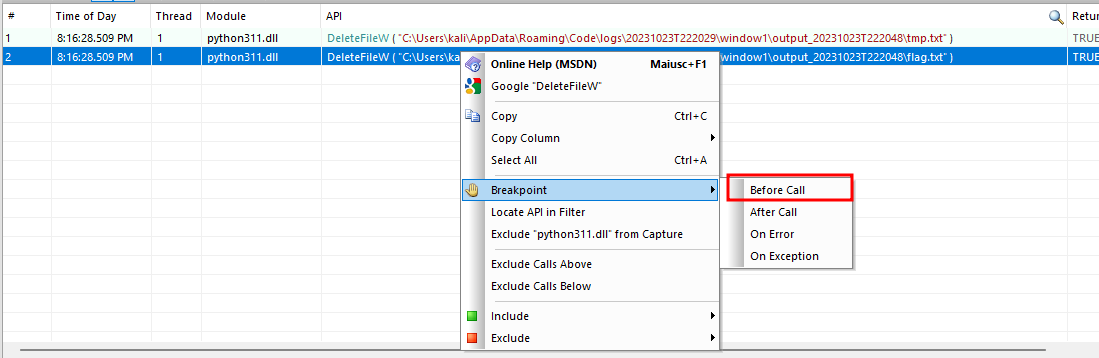 # Time of Day Thread Module API Retur
1 8:16:28.509 PM 1 python311.dll DeleteFileW ( "C:\Users\kali\AppData\Roaming\Code\logs\20231023T222029\window1\output_20231023T222048\tmp.txt" ) TRUE
2 8:16:28.509 PM 1 python311.dll DeleteFileW ( "C:\Users\kal window1\output_20231023T222048\flag.txt" ) TRUE
Online Help (MSDN) Maiusc+F1
Google "DeleteFileW"
Copy Ctrl+C
Copy Column
Select All Ctrl+A
Breakpoint
Before Call
Locate API in Filter
After Call
Exclude "python311.dll" from Capture
On Error
On Exception
Exclude Calls Above
Exclude Calls Below
Include
Exclude